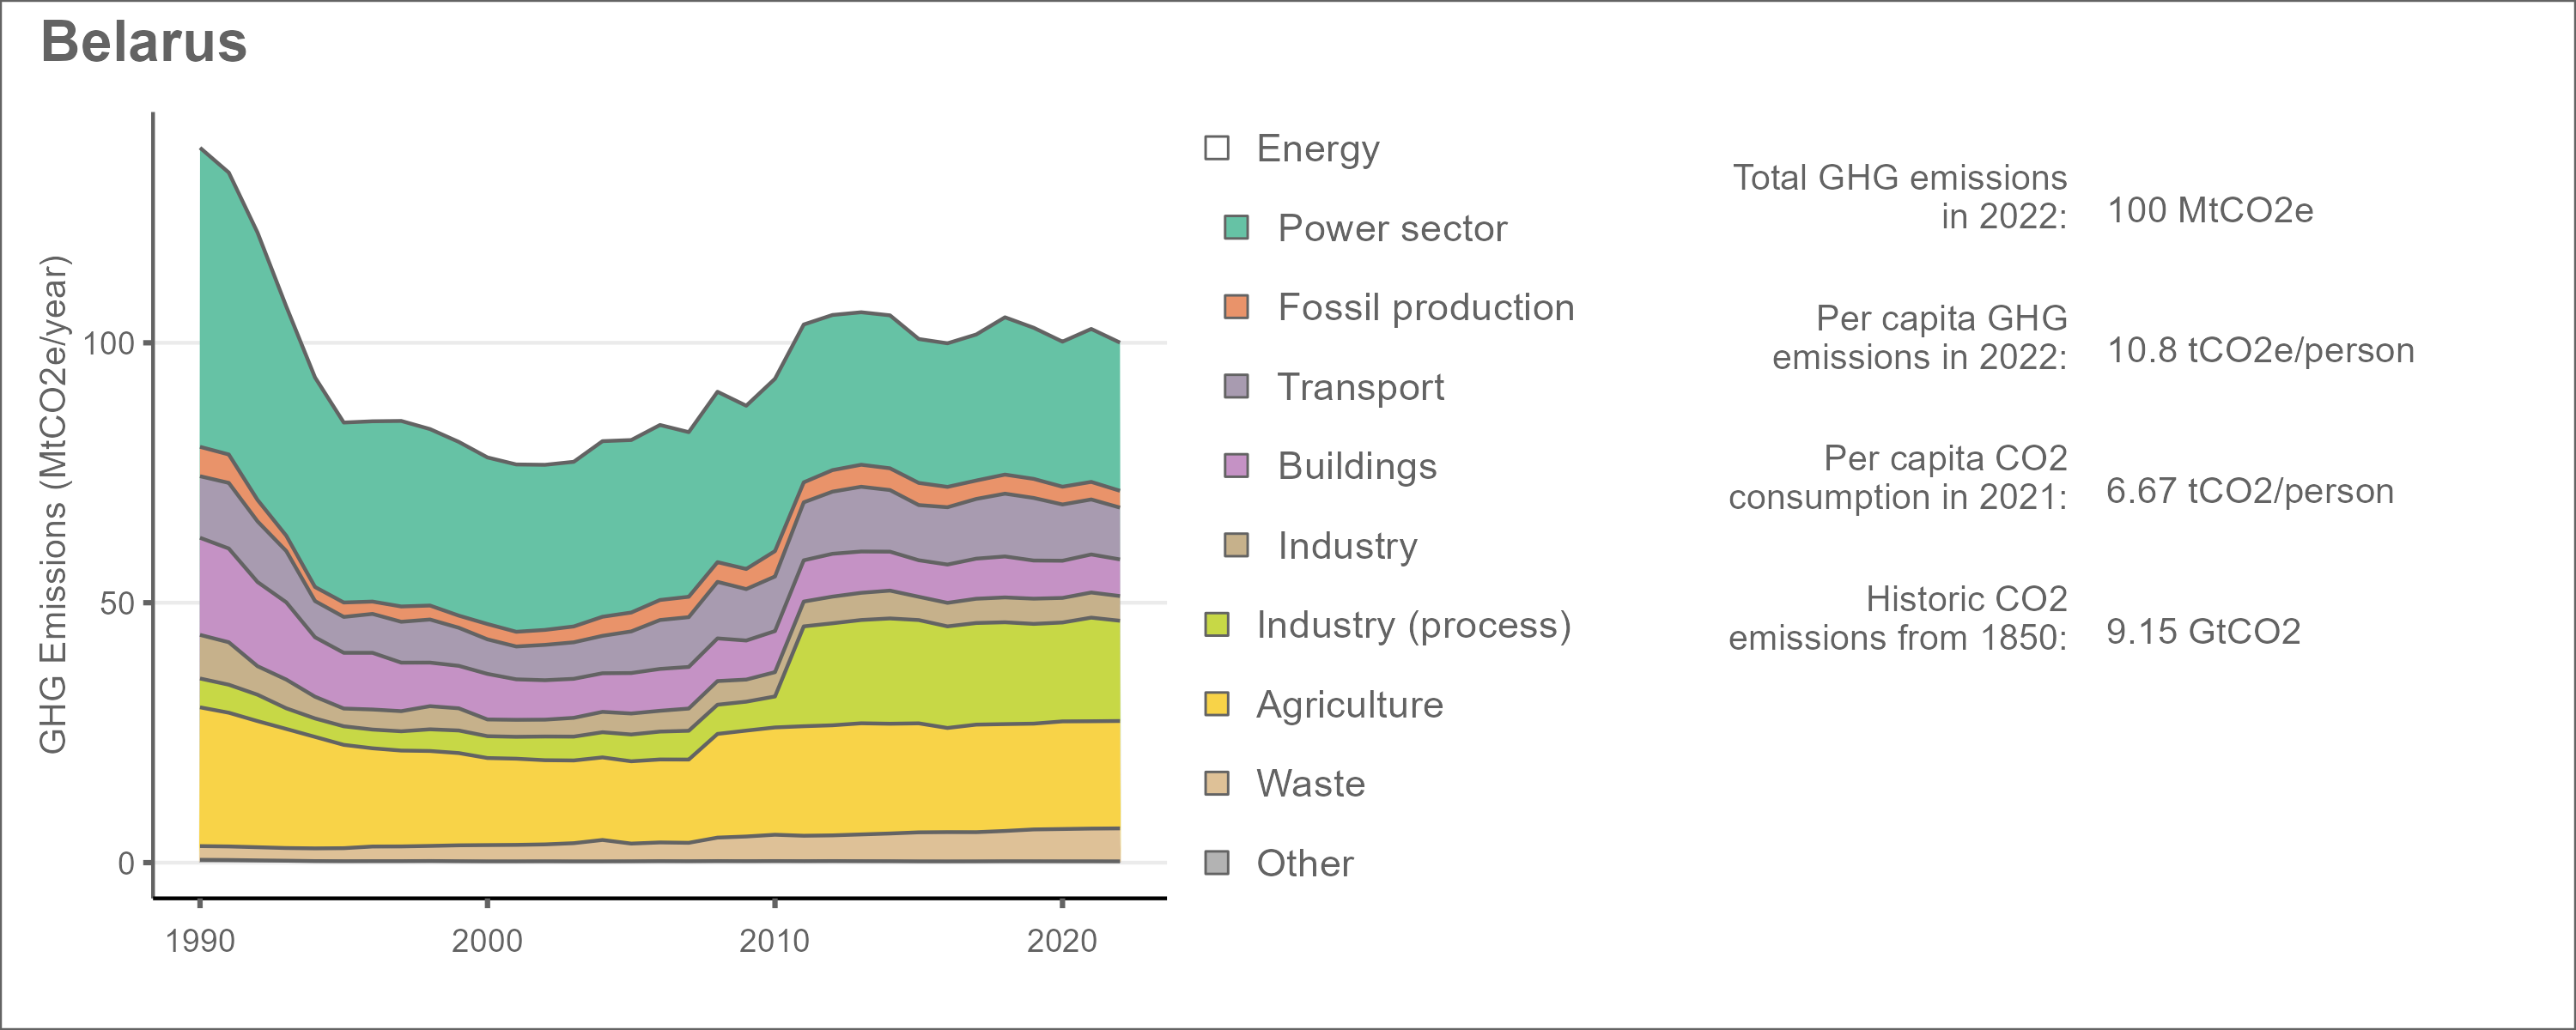 Belarus
GHG Emissions (MtCO2e/year)
100
50
0
1990
2000
2010
2020
Energy
Power sector
Fossil production
Transport
Buildings
Industry
Industry (process)
Agriculture
Waste
Other
Total GHG emissions
in 2022:
100 MtCO2e
Per capita GHG
emissions in 2022:
10.8 tCO2e/person
Per capita CO2
consumption in 2021:
6.67 tCO2/person
Historic CO2
emissions from 1850:
9.15 GtCO2